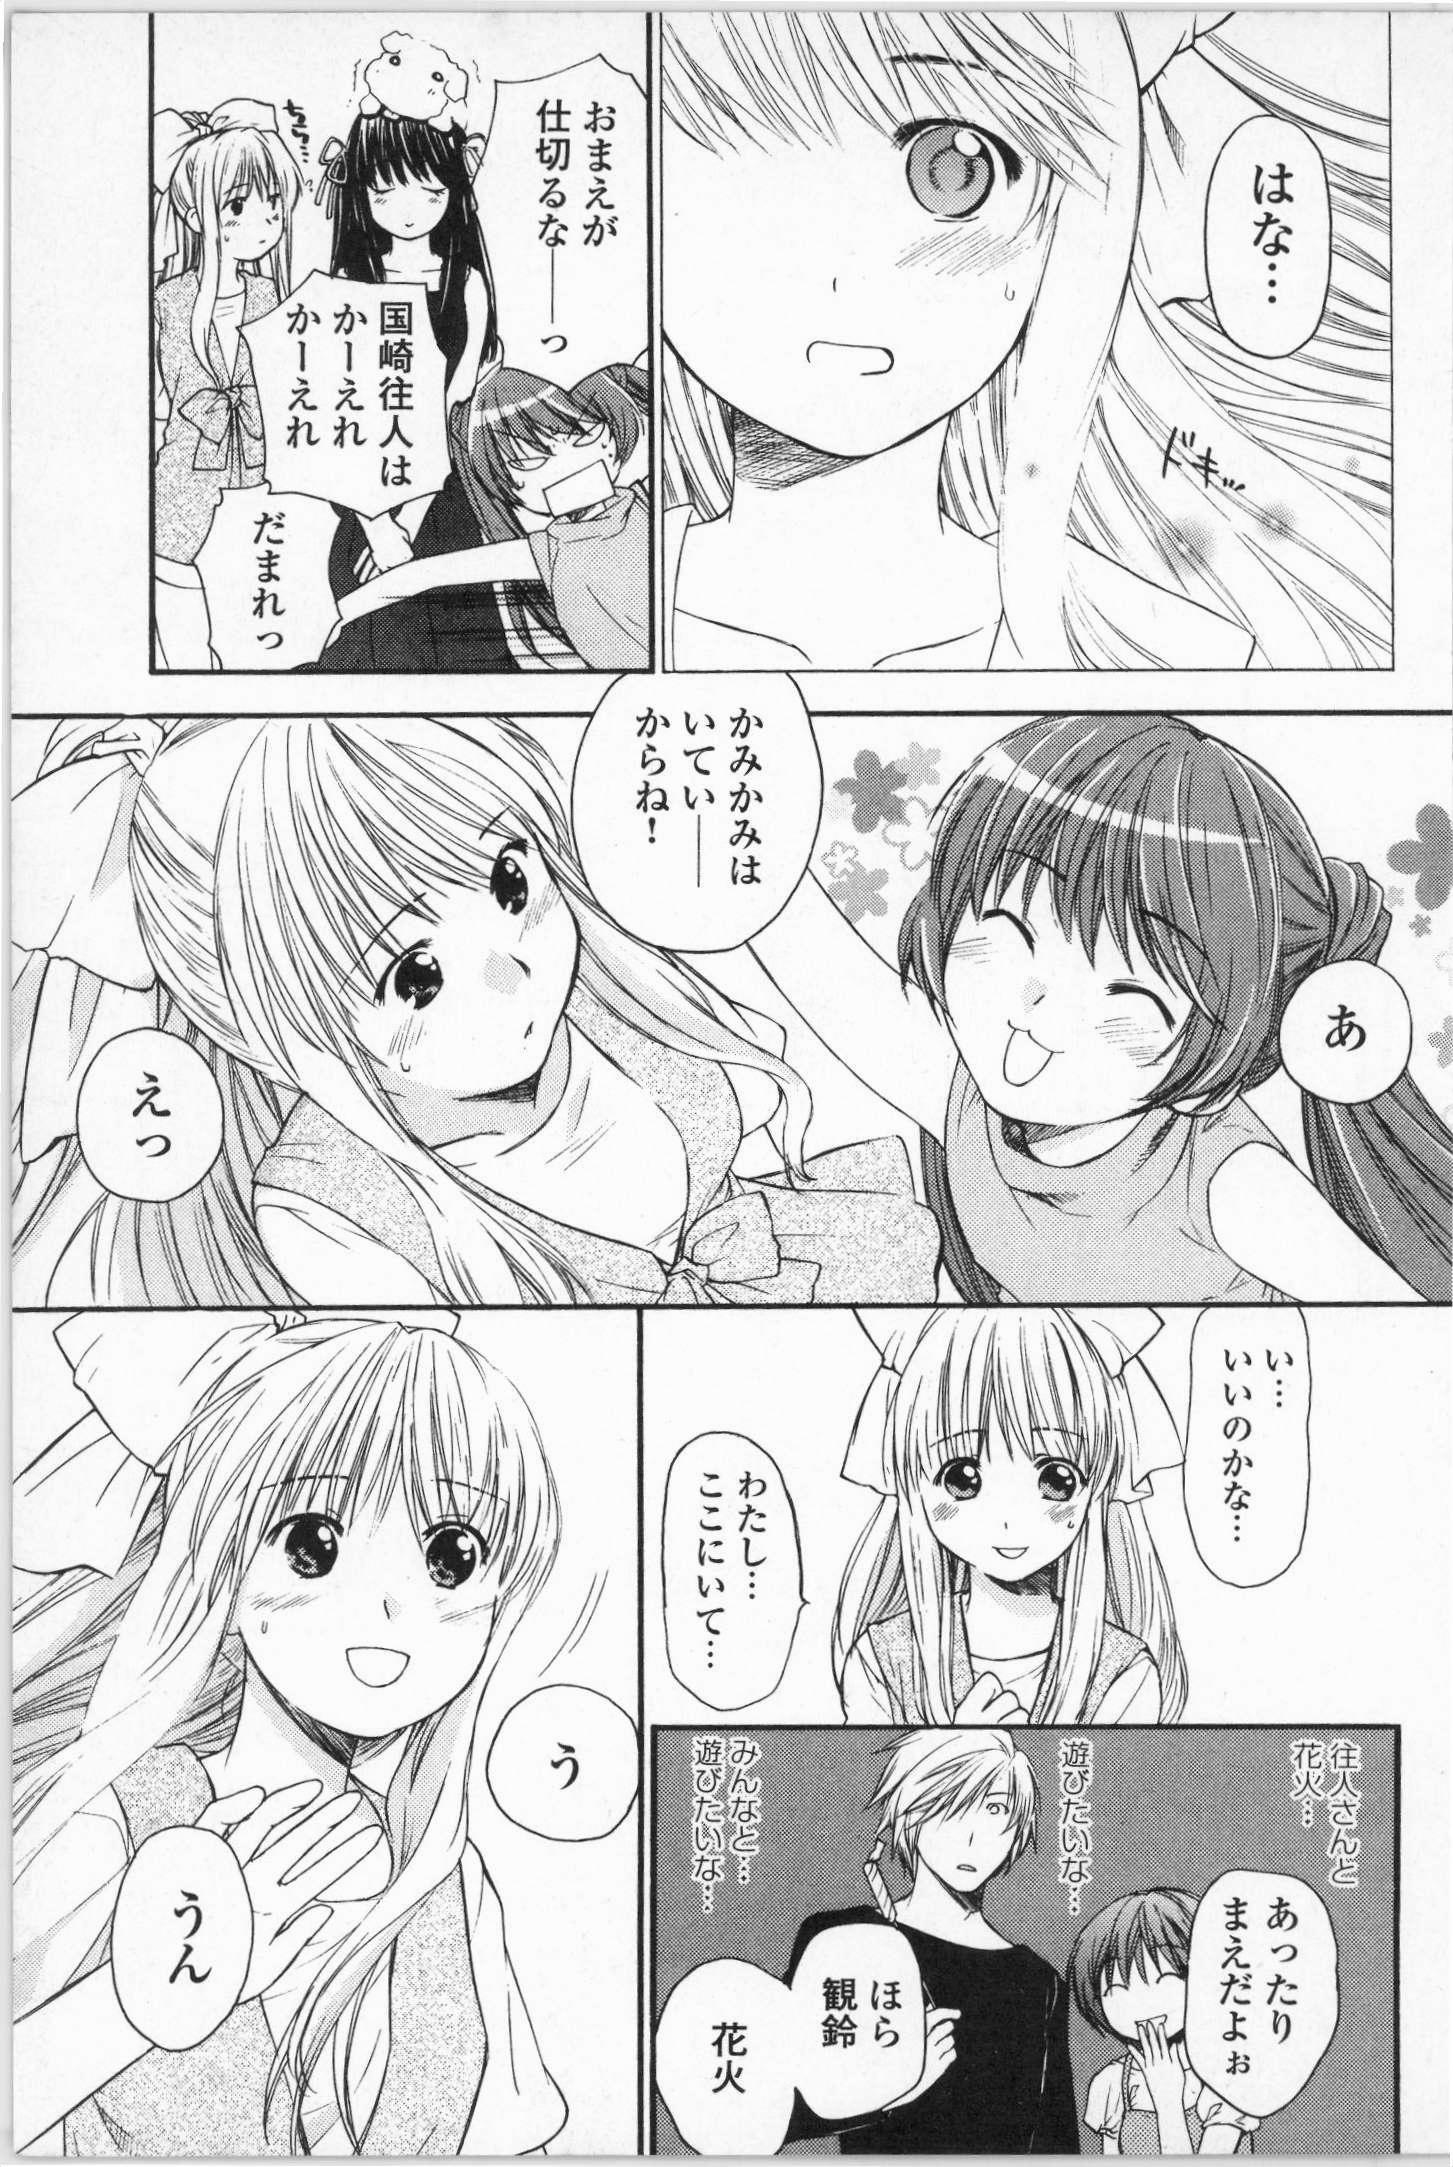 はな…
ドキッ
おまえが
仕切るな――っ
ちら…
国崎往人は
かーえれ
かーえれ
だまれっ
あ
かみかみは
いてい――
からね！
えっ
い…
いいのかな…
わたし…
ここにいて…
往人さんと
花火…
あったり
まえだよぉ
遊びたいな…
みんなと…
遊びたいな…
ほら
観鈴
花火
う
うん